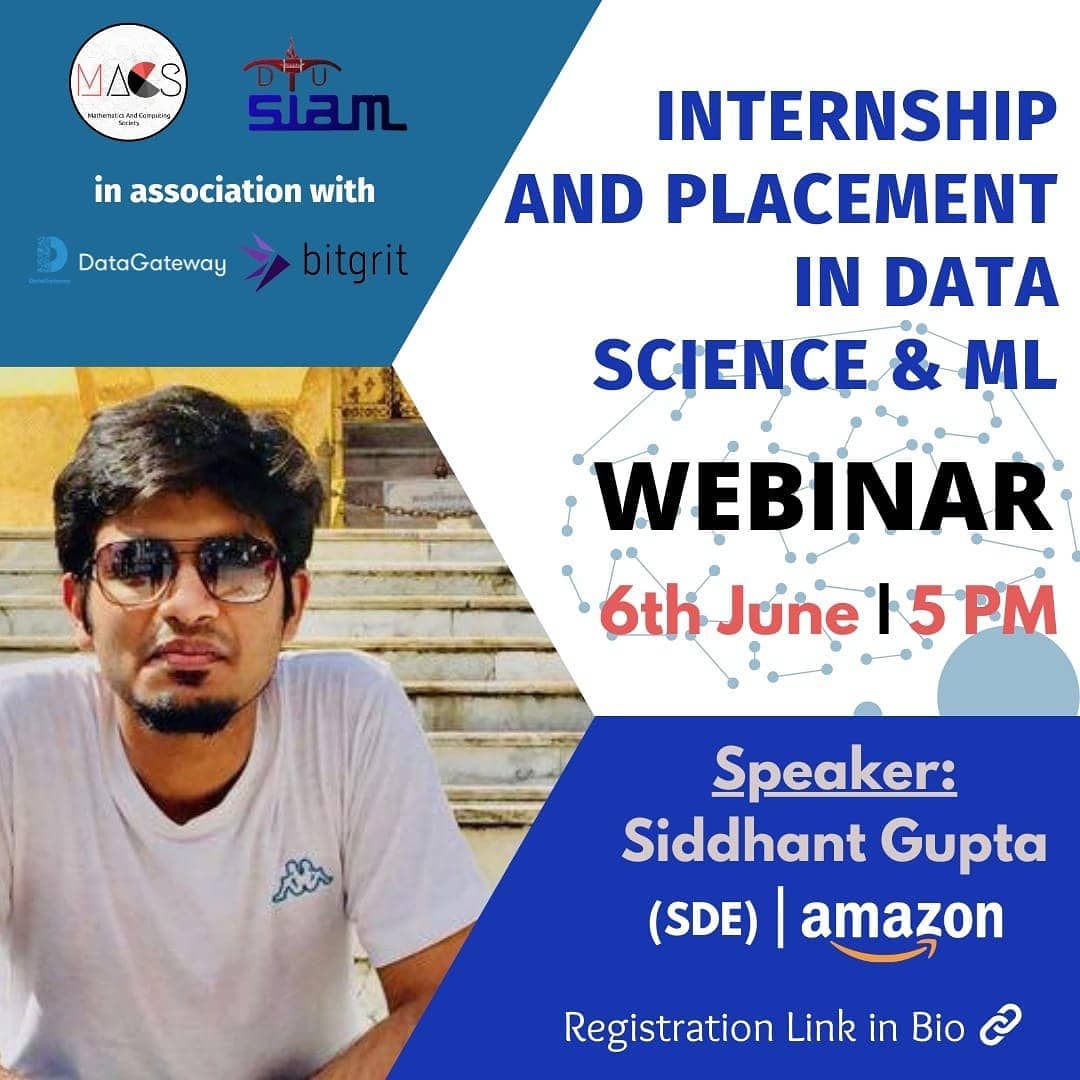 MACS
Mathematics And Computing
Society
DTU
SIAM
in association with
DataGateway
DataGateway
bitgrit
INTERNSHIP
AND PLACEMENT
IN DATA
SCIENCE & ML
WEBINAR
6th June | 5 PM
Speaker:
Siddhant Gupta
(SDE) | amazon
Registration Link in Bio